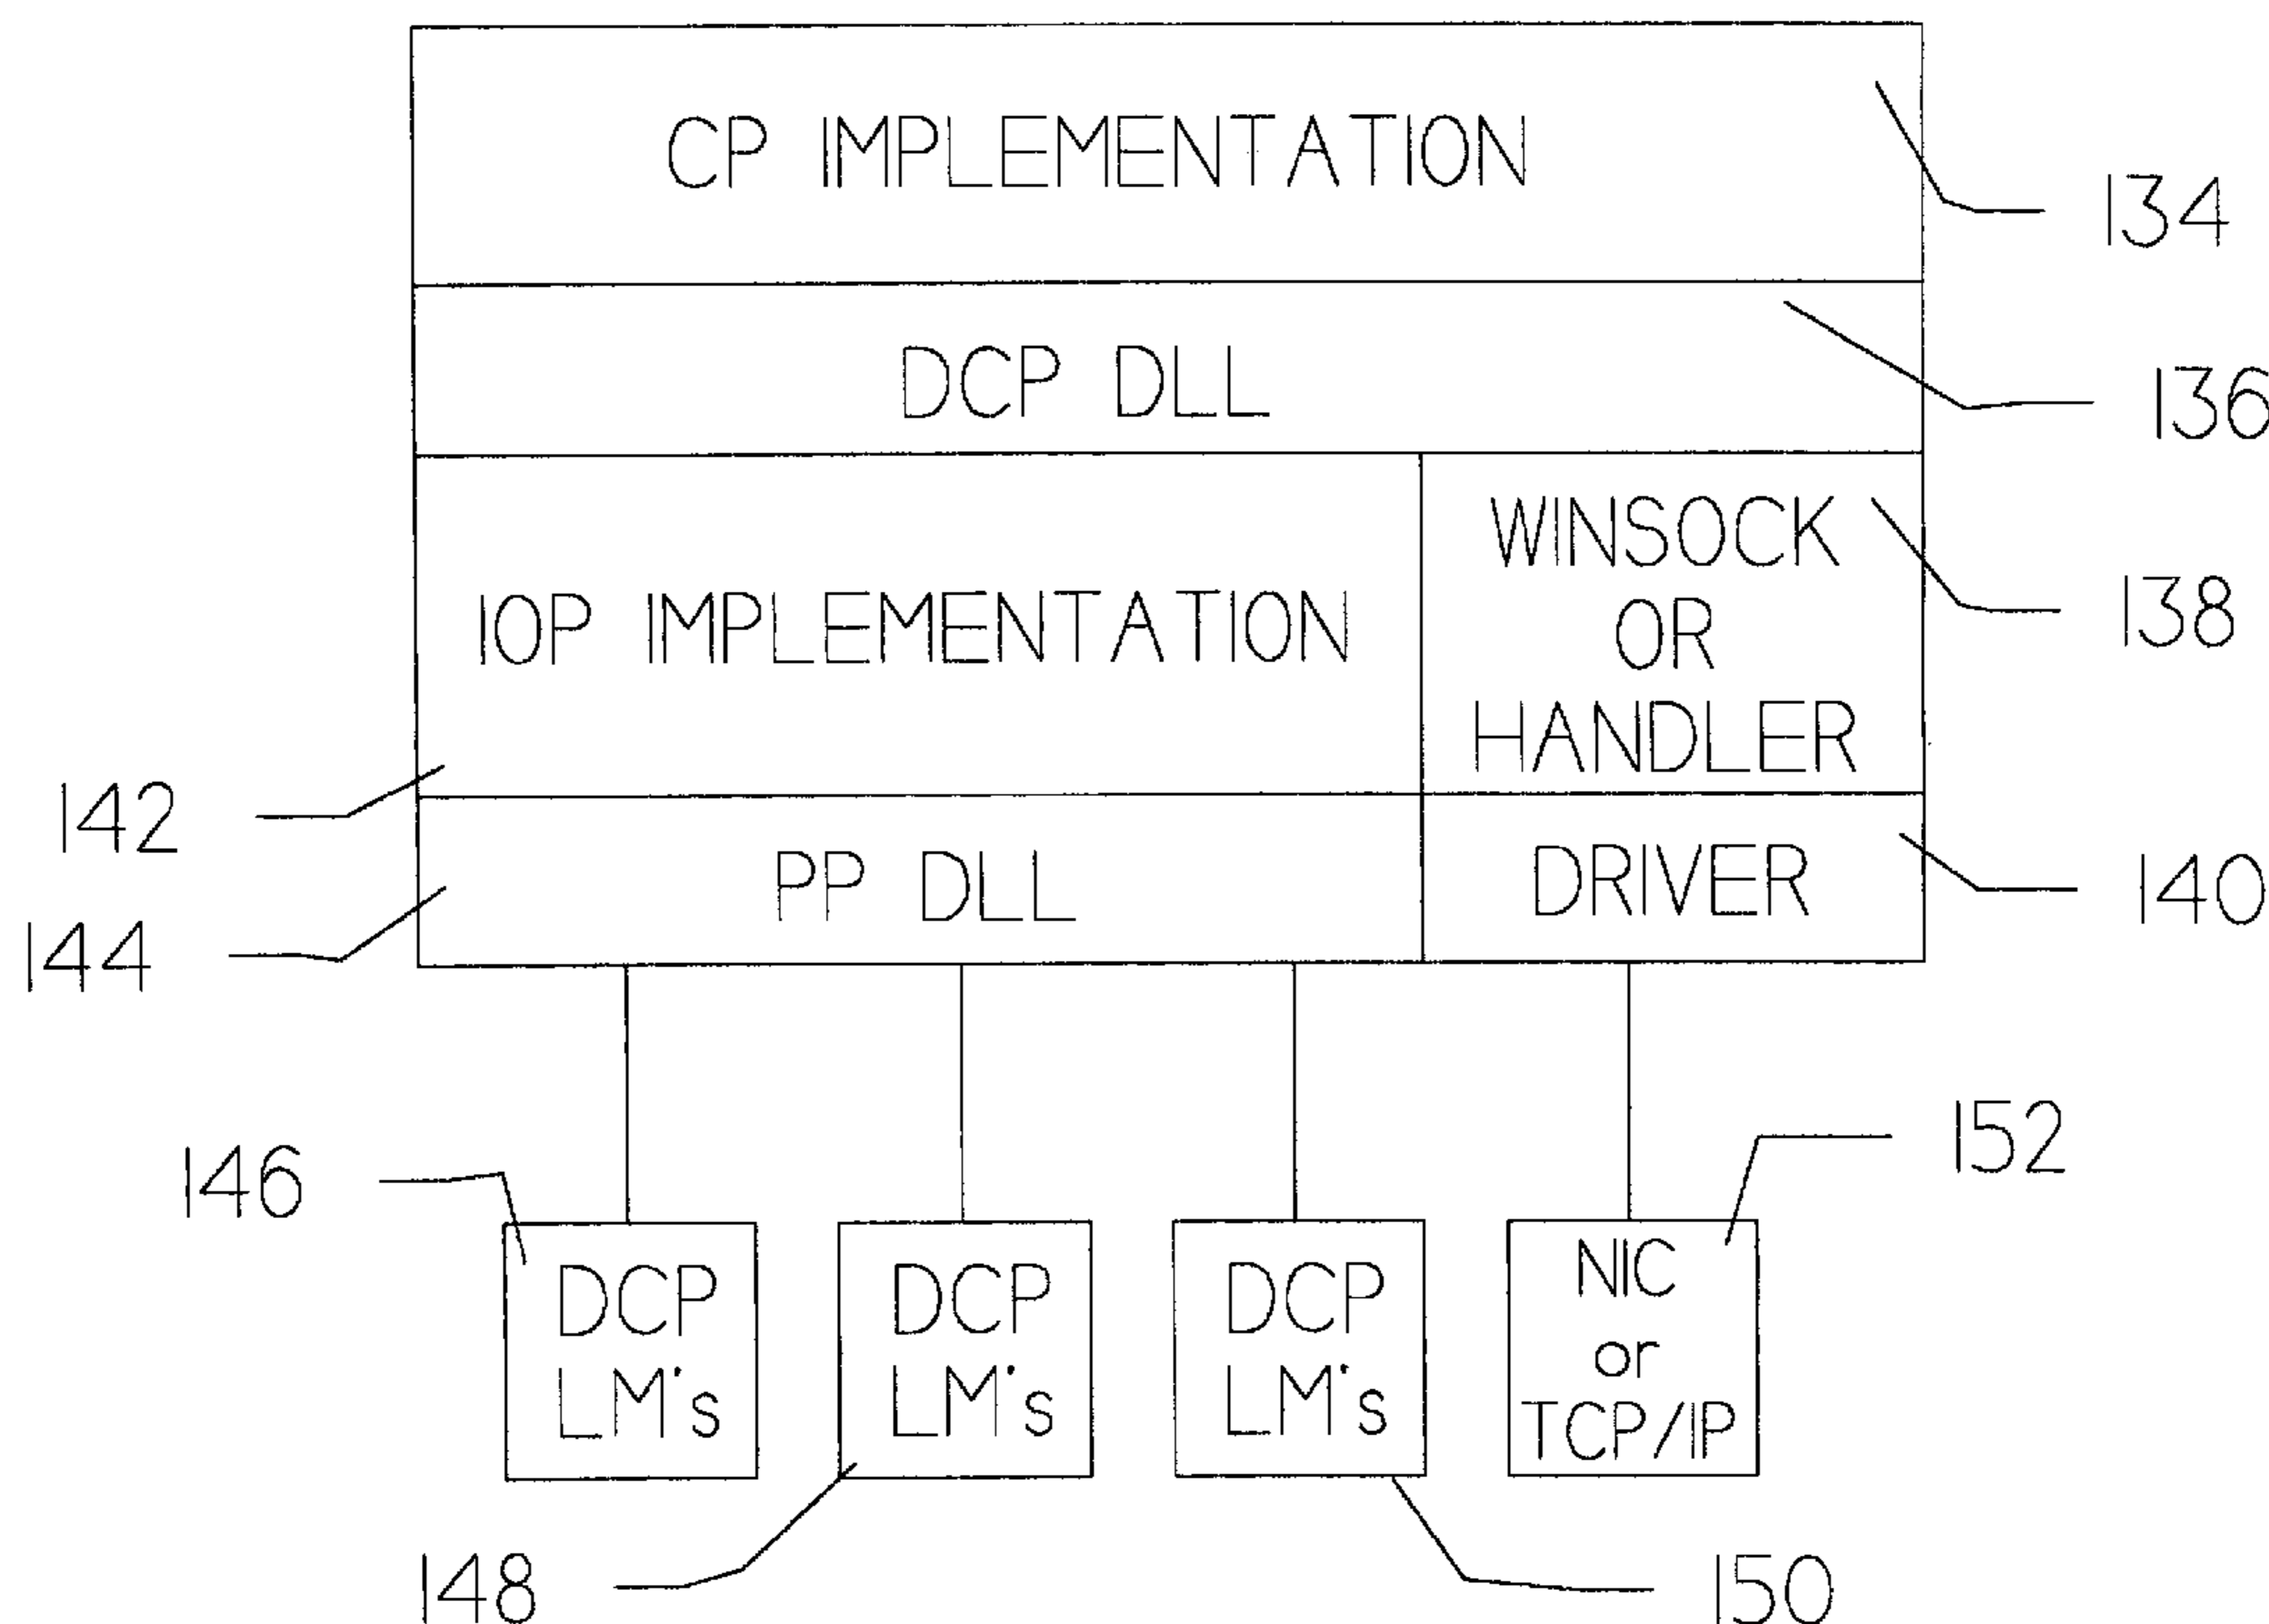 CP IMPLEMENTATION
134
DCP DLL
136
IOP IMPLEMENTATION
WINSOCK
OR
HANDLER
138
142
PP DLL
DRIVER
140
144
146
152
DCP
LM's
DCP
LM's
DCP
LM's
NIC
or
TCP/IP
148
150